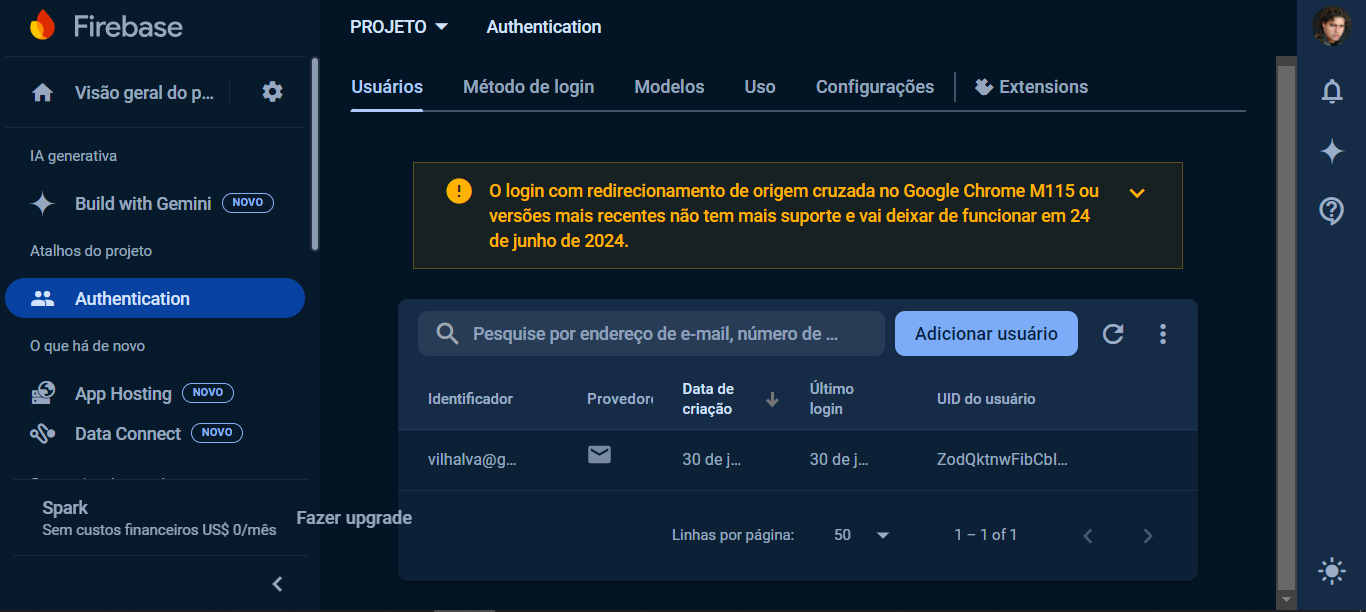 Firebase
PROJETO
Authentication
Visão geral do p...
Usuários
Método de login
Modelos
Uso
Configurações
Extensions
IA generativa
Build with Gemini
NOVO
Atalhos do projeto
Authentication
O que há de novo
App Hosting
NOVO
Data Connect
NOVO
Spark
Sem custos financeiros US$ 0/mês
Fazer upgrade
O login com redirecionamento de origem cruzada no Google Chrome M115 ou
versões mais recentes não tem mais suporte e vai deixar de funcionar em 24
de junho de 2024.
Pesquise por endereço de e-mail, número de ...
Adicionar usuário
Identificador
Provedor
Data de
criação
Último
login
UID do usuário
vilhalva@g...
30 de j...
30 de j...
ZodQktnwFibCbI...
Linhas por página:
50
1 – 1 of 1